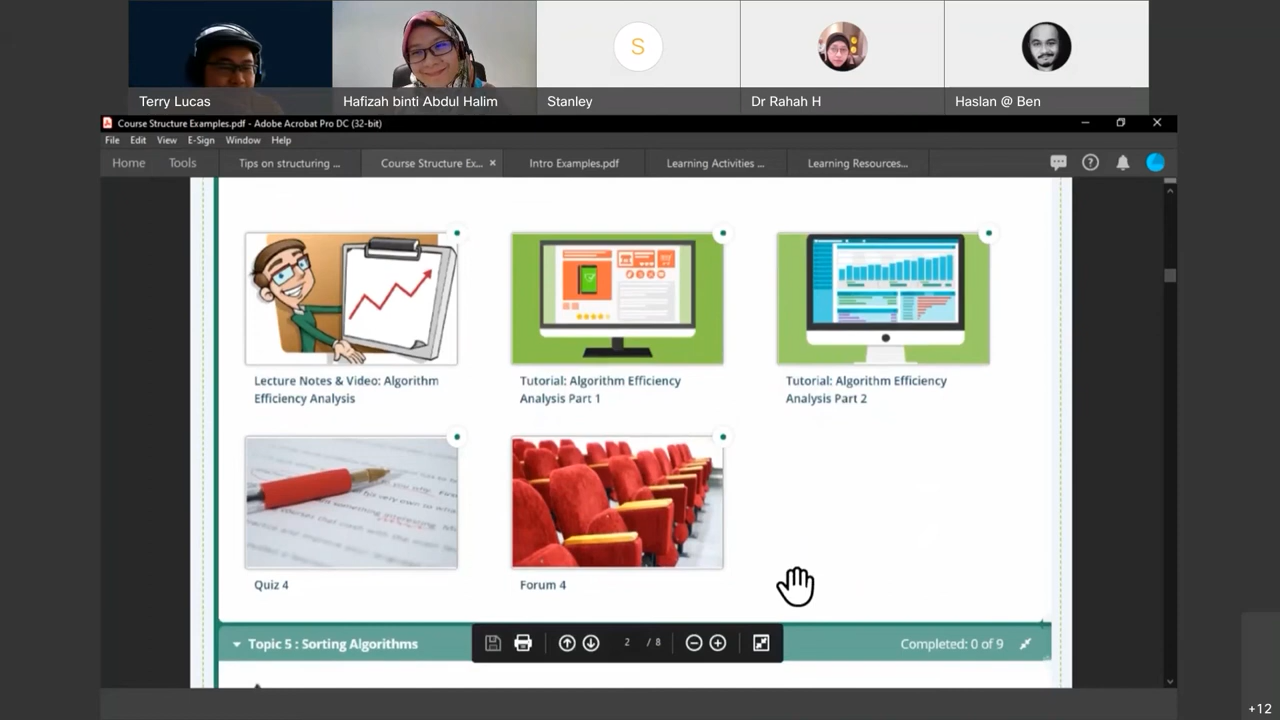 S
Terry Lucas
Hafizah binti Abdul Halim
Stanley
Dr Rahah H
Haslan @ Ben
Course Structure Examples.pdf - Adobe Acrobat Pro DC (32-bit)
File Edit View E-Sign Window Help
Home
Tools
Tips on structuring ...
Course Structure Ex... ×
Intro Examples.pdf
Learning Activities ...
Learning Resources...
Lecture Notes & Video: Algorithm
Efficiency Analysis
Tutorial: Algorithm Efficiency
Analysis Part 1
Tutorial: Algorithm Efficiency
Analysis Part 2
Quiz 4
Forum 4
Topic 5 : Sorting Algorithms
2 / 8
Completed: 0 of 9
+12